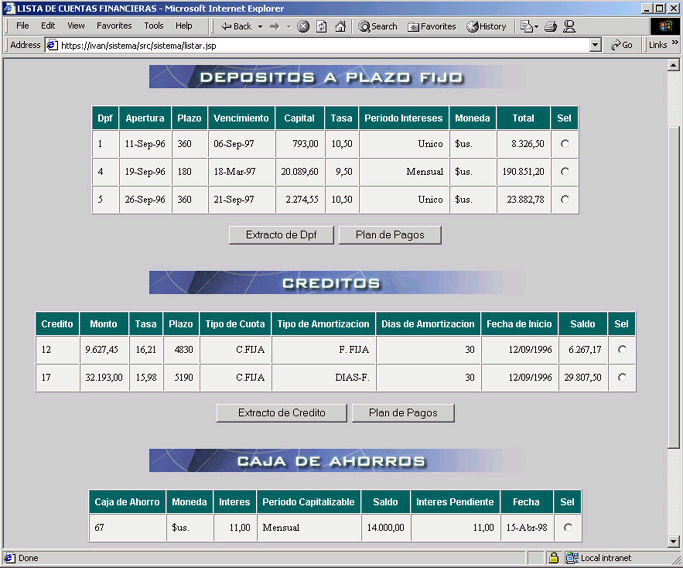 LISTA DE CUENTAS FINANCIERAS - Microsoft Internet Explorer
File Edit View Favorites Tools Help Back Search Favorites History
Address https://ivan/sistema/src/sistema/listar.jsp Go Links »
DEPOSITOS A PLAZO FIJO
Dpf Apertura Plazo Vencimiento Capital Tasa Periodo Intereses Moneda Total Sel
1 11-Sep-96 360 06-Sep-97 793,00 10,50 Unico $us. 8.326,50
4 19-Sep-96 180 18-Mar-97 20.089,60 9,50 Mensual $us. 190.851,20
5 26-Sep-96 360 21-Sep-97 2.274,55 10,50 Unico $us. 23.882,78
Extracto de Dpf Plan de Pagos
CREDITOS
Credito Monto Tasa Plazo Tipo de Cuota Tipo de Amortizacion Dias de Amortizacion Fecha de Inicio Saldo Sel
12 9.627,45 16,21 4830 C.FIJA F. FIJA 30 12/09/1996 6.267,17
17 32.193,00 15,98 5190 C.FIJA DIAS-F. 30 12/09/1996 29.807,50
Extracto de Credito Plan de Pagos
CAJA DE AHORROS
Caja de Ahorro Moneda Interes Periodo Capitalizable Saldo Interes Pendiente Fecha Sel
67 $us. 11,00 Mensual 14.000,00 11,00 15-Abr-98
Done Local intranet